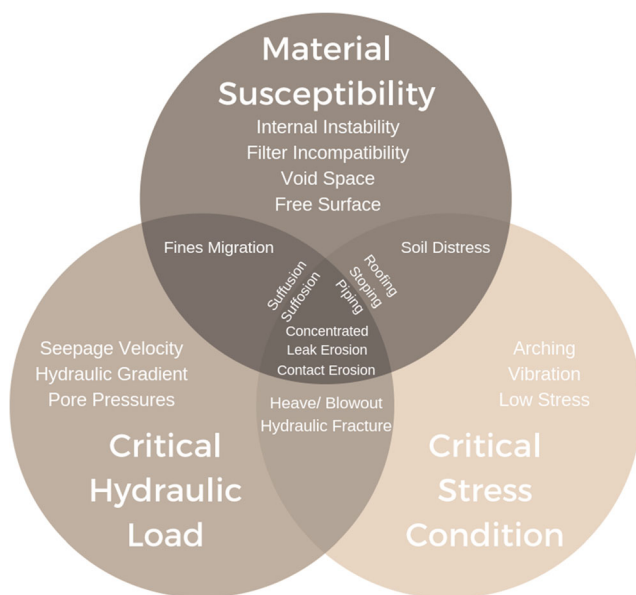 Material
Susceptibility
Internal Instability
Filter Incompatibility
Void Space
Free Surface
Fines Migration
Soil Distress
Suffusion
Suffosion
Roofing
Stoping
Piping
Concentrated
Leak Erosion
Contact Erosion
Seepage Velocity
Hydraulic Gradient
Pore Pressures
Arching
Vibration
Low Stress
Heave/ Blowout
Hydraulic Fracture
Critical
Hydraulic
Load
Critical
Stress
Condition